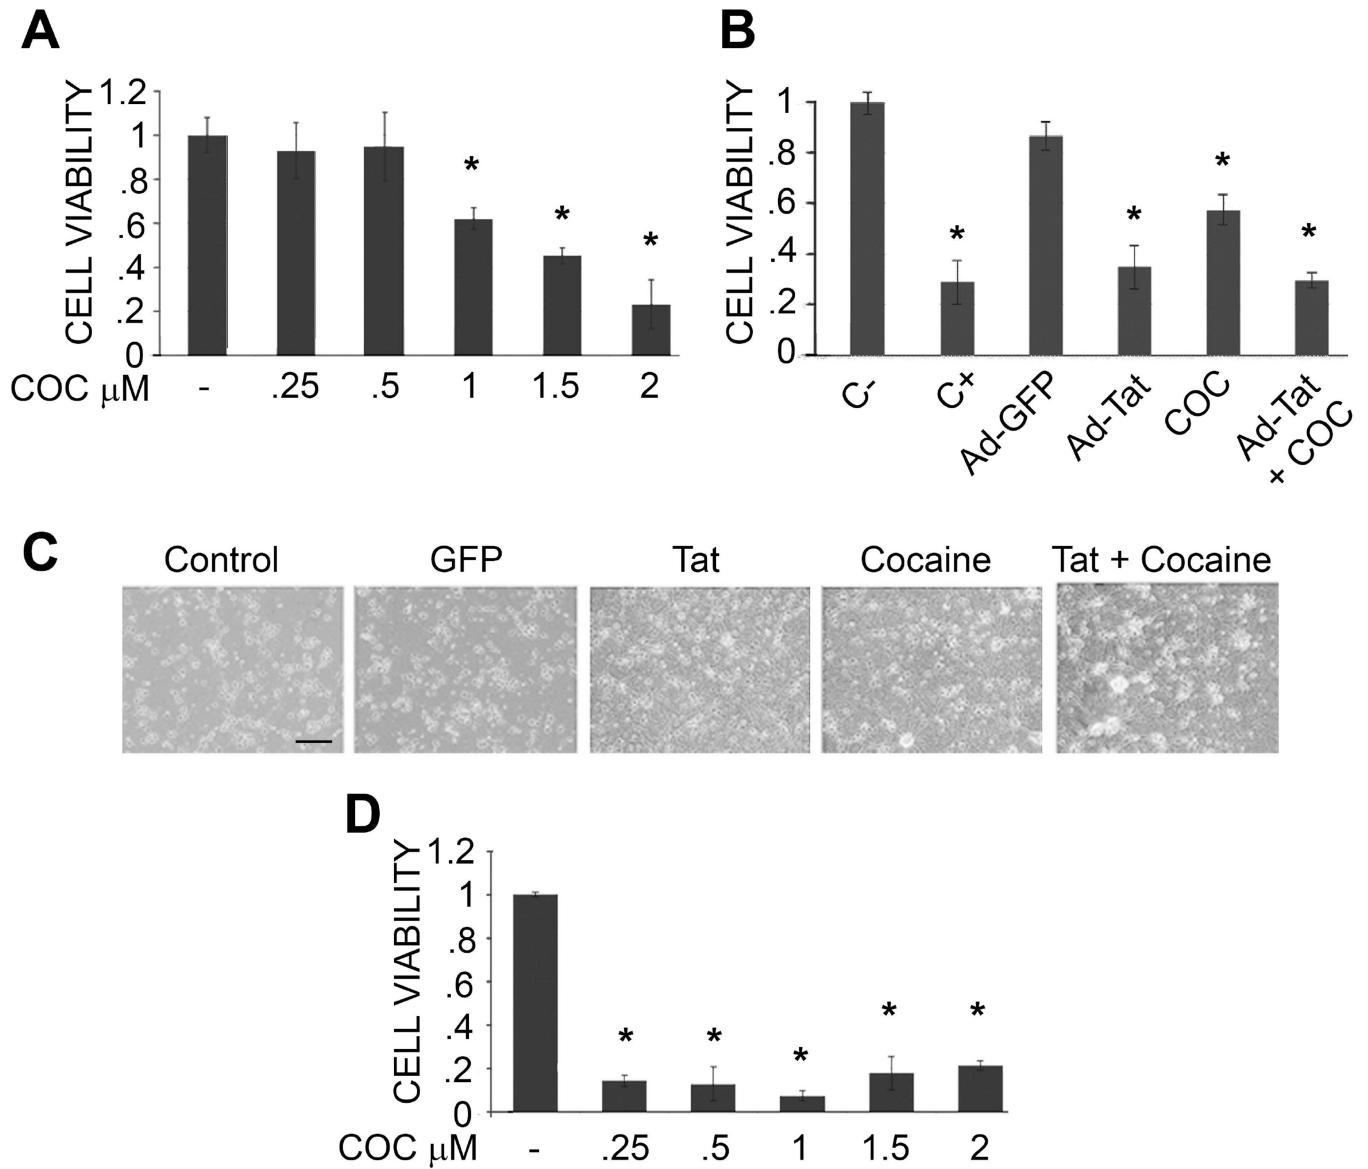 A
CELL VIABILITY
1.2
1
.8
.6
.4
.2
0
* * *
COC μM - .25 .5 1 1.5 2
B
CELL VIABILITY
1
.8
.6
.4
.2
0
* * * *
C- C+ Ad-GFP Ad-Tat COC Ad-Tat
+ COC
C
Control GFP Tat Cocaine Tat + Cocaine
D
CELL VIABILITY
1.2
1
.8
.6
.4
.2
0
* * * * *
COC μM - .25 .5 1 1.5 2